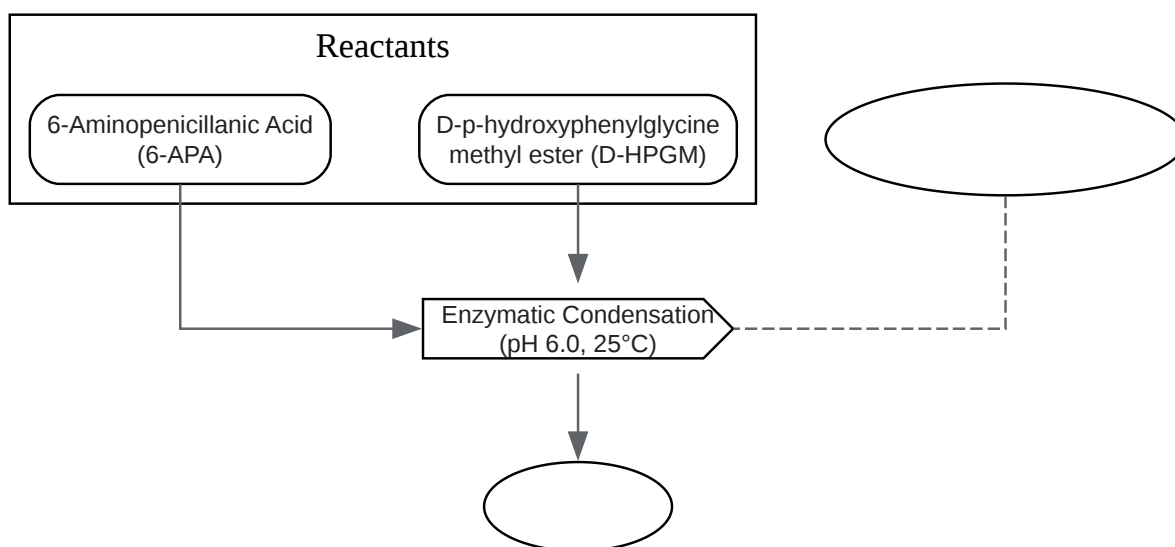 Reactants
6-Aminopenicillanic Acid
(6-APA)
D-p-hydroxyphenylglycine
methyl ester (D-HPGM)
Enzymatic Condensation
(pH 6.0, 25°C)